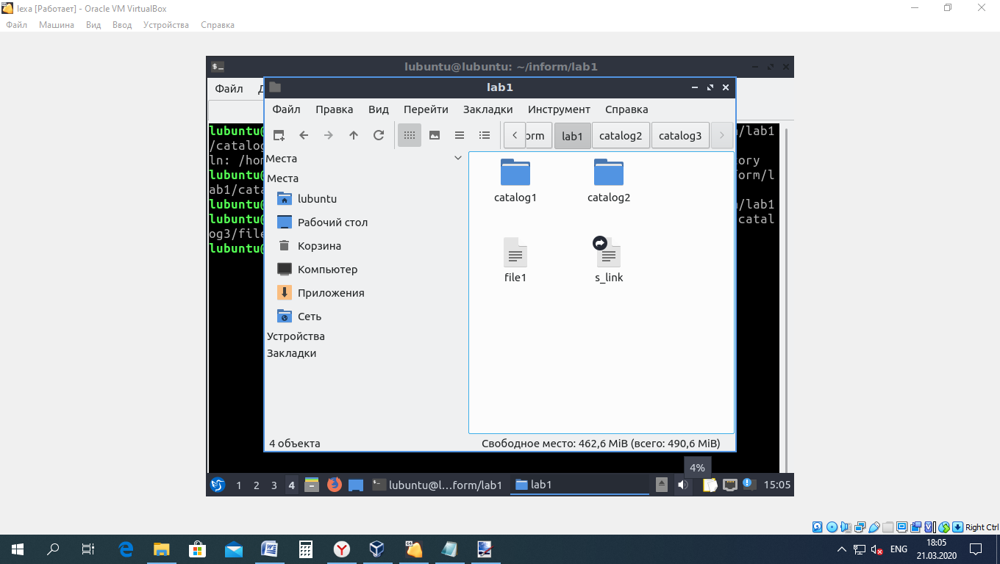 lexa [Работает] - Oracle VM VirtualBox
Файл Машина Вид Ввод Устройства Справка
lubuntu@lubuntu: ~/inform/lab1
Файл
lab1
Файл Правка Вид Перейти Закладки Инструмент Справка
orm lab1 catalog2 catalog3
lubuntu@ /lab1
/catalog
ln: /hom ory
lubuntu@ form/l
ab1/cata
lubuntu@ /lab1
lubuntu@ catal
og3/file
lubuntu@
Места
Места
lubuntu
Рабочий стол
Корзина
Компьютер
Приложения
Сеть
Устройства
Закладки
catalog1 catalog2
file1 s_link
4 объекта Свободное место: 462,6 MiB (всего: 490,6 MiB)
4%
1 2 3 4 lubuntu@l...form/lab1 lab1 15:05
Right Ctrl
ENG 18:05
21.03.2020